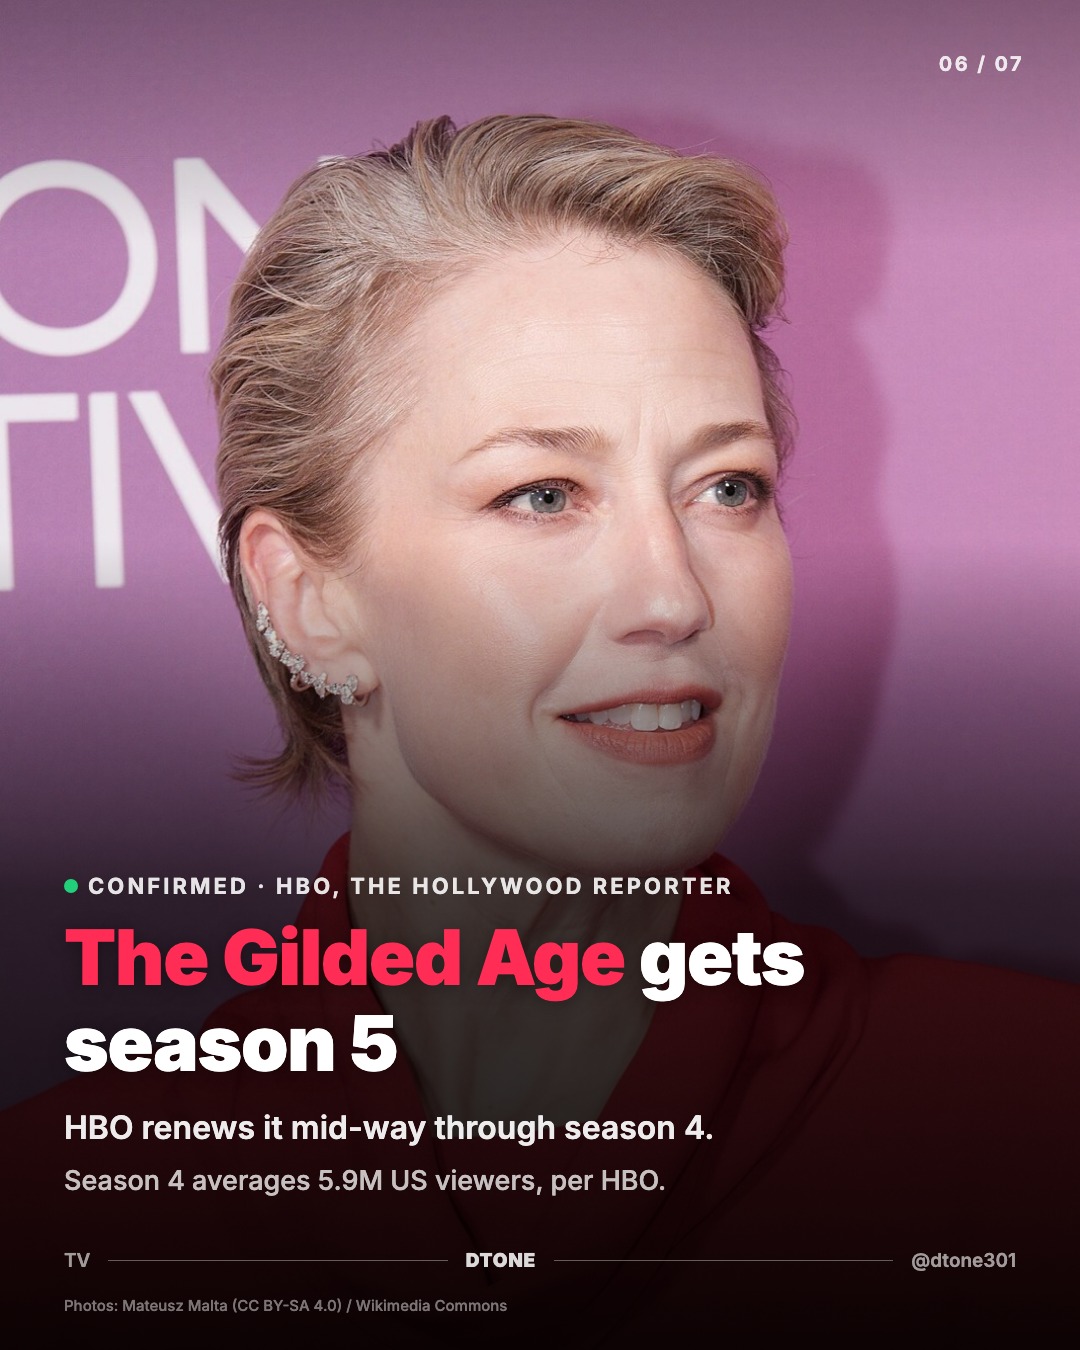 06 / 07
ON
TIV
CONFIRMED · HBO, THE HOLLYWOOD REPORTER
The Gilded Age gets
season 5
HBO renews it mid-way through season 4.
Season 4 averages 5.9M US viewers, per HBO.
TV DTONE @dtone301
Photos: Mateusz Malta (CC BY-SA 4.0) / Wikimedia Commons